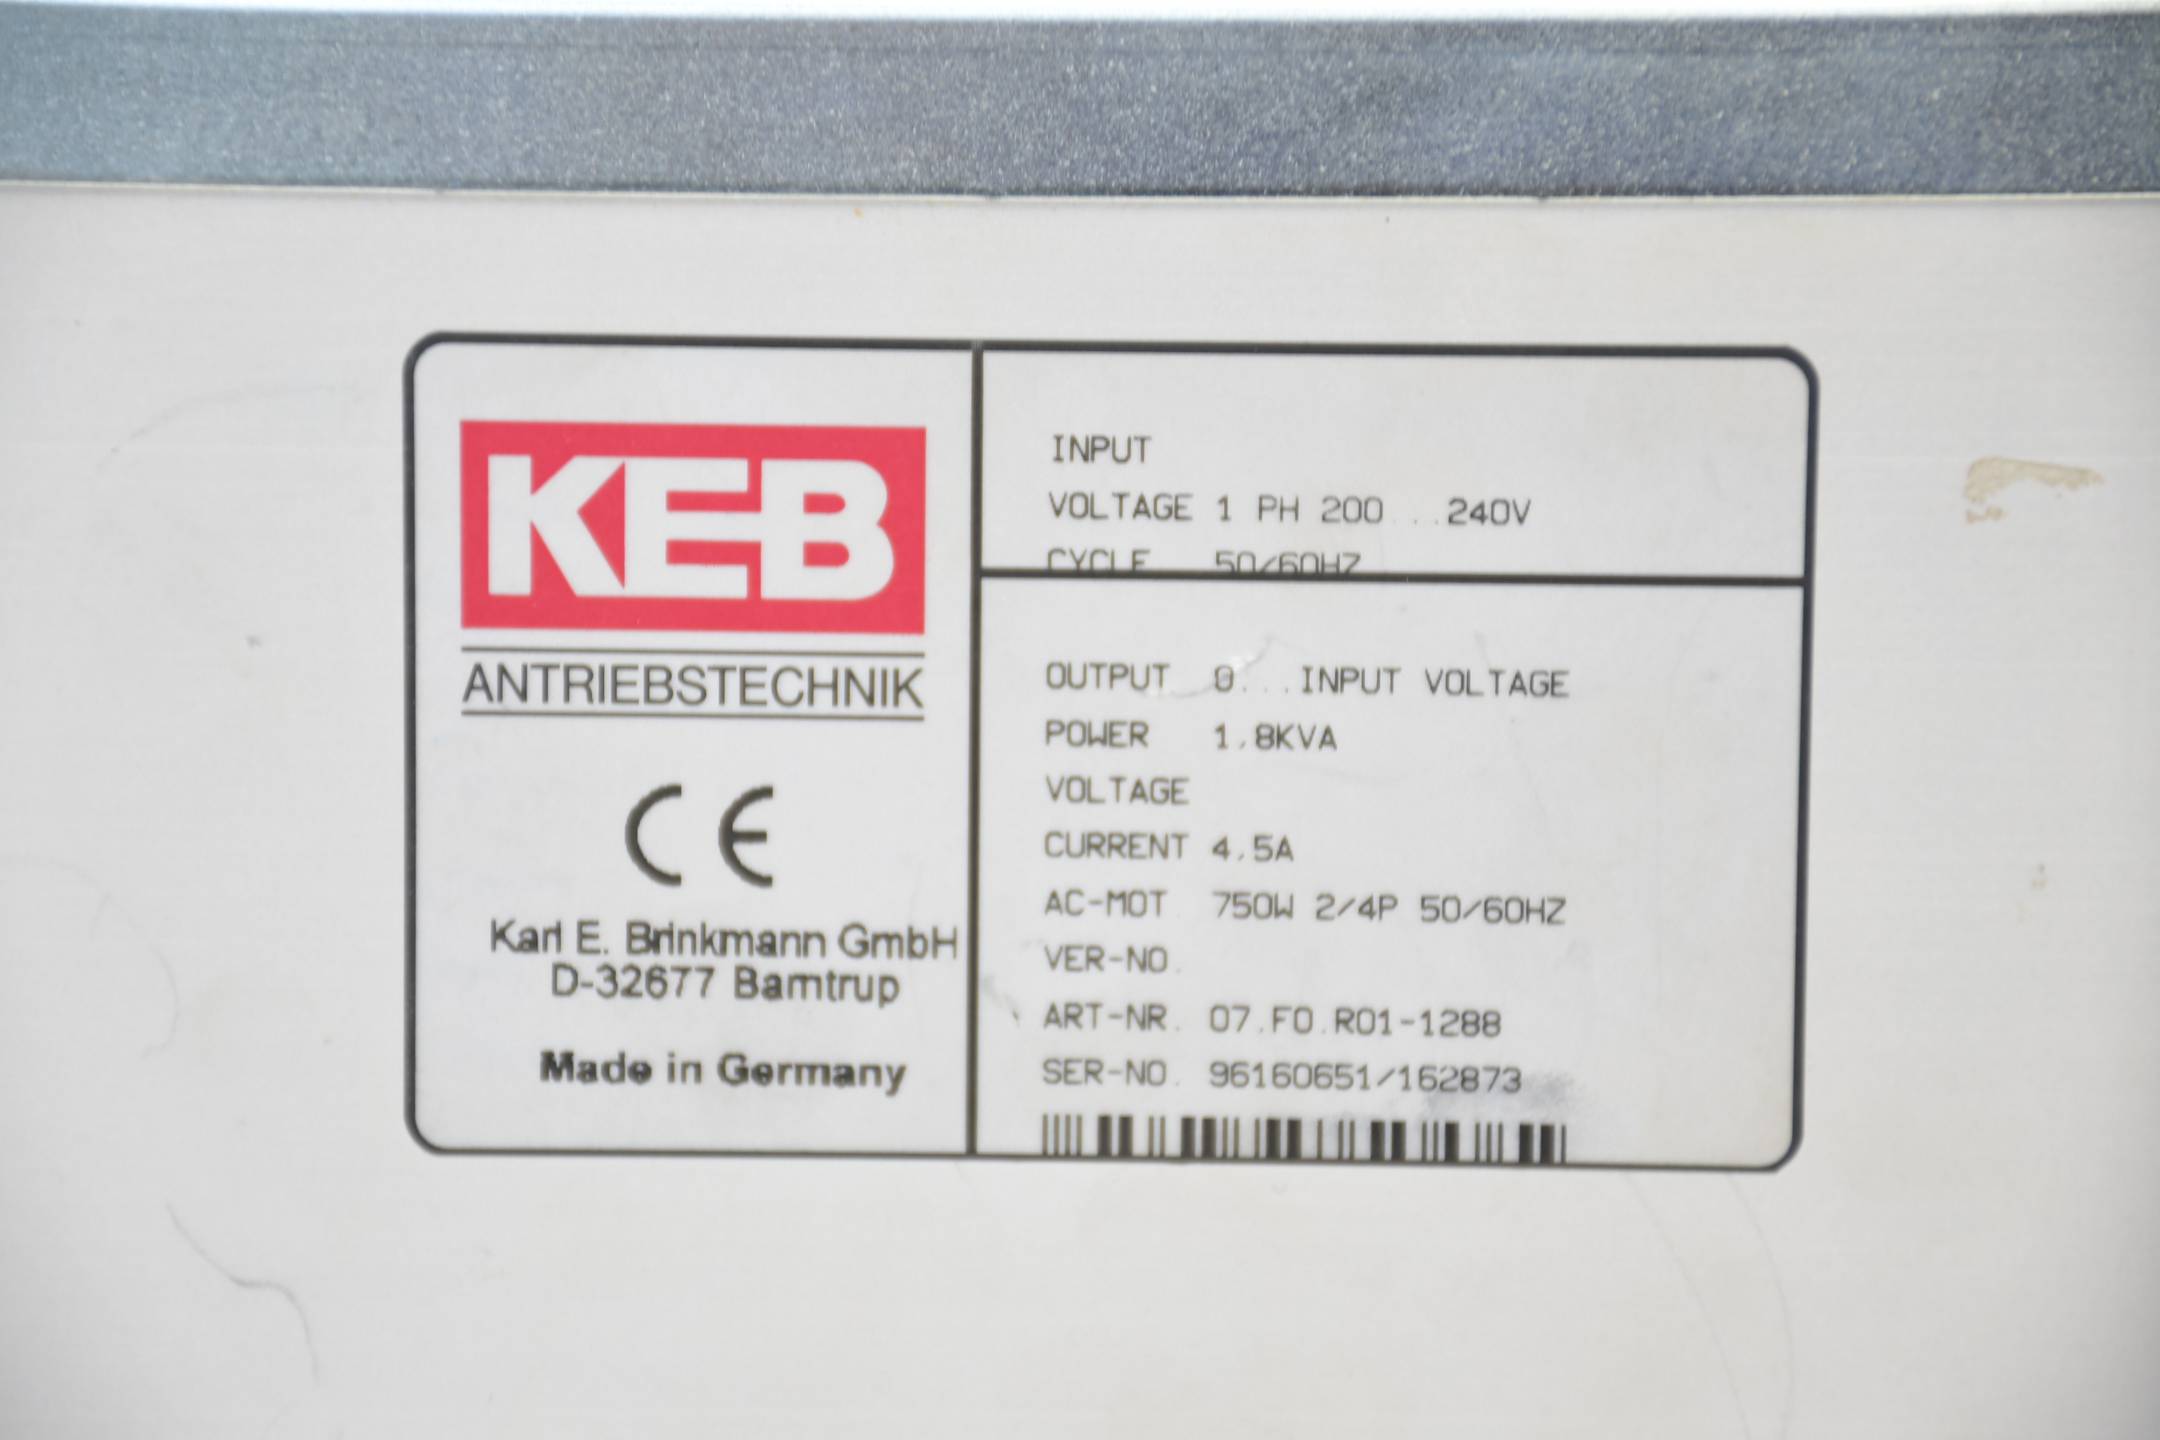 KEB
ANTRIEBSTECHNIK
CE
Karl E. Brinkmann GmbH
D-32677 Barntrup
Made in Germany
INPUT
VOLTAGE 1 PH 200 ...240V
CYCLE 50/60HZ
OUTPUT 0...INPUT VOLTAGE
POWER 1,8KVA
VOLTAGE
CURRENT 4,5A
AC-MOT 750W 2/4P 50/60HZ
VER-NO.
ART-NR. 07.F0.R01-1288
SER-NO. 96160651/162873